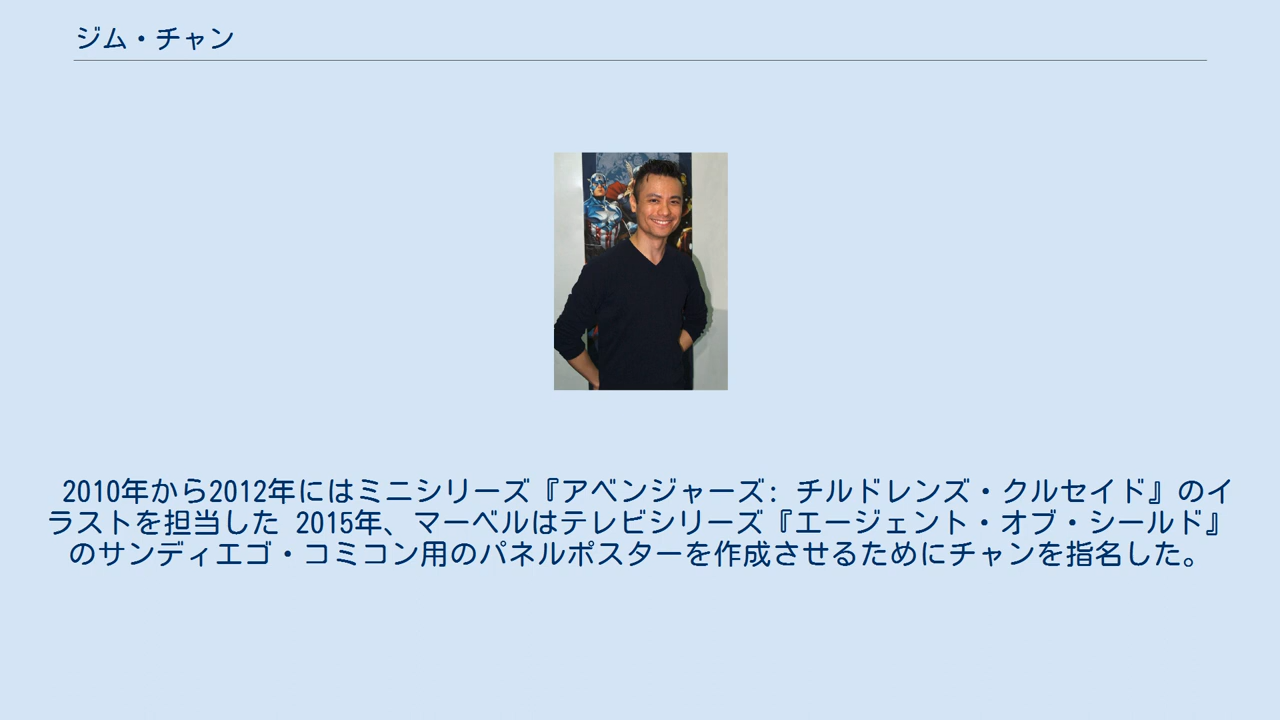 ジム・チャン
2010年から2012年にはミニシリーズ『アベンジャーズ: チルドレンズ・クルセイド』のイ
ラストを担当した 2015年、マーベルはテレビシリーズ『エージェント・オブ・シールド』
のサンディエゴ・コミコン用のパネルポスターを作成させるためにチャンを指名した。